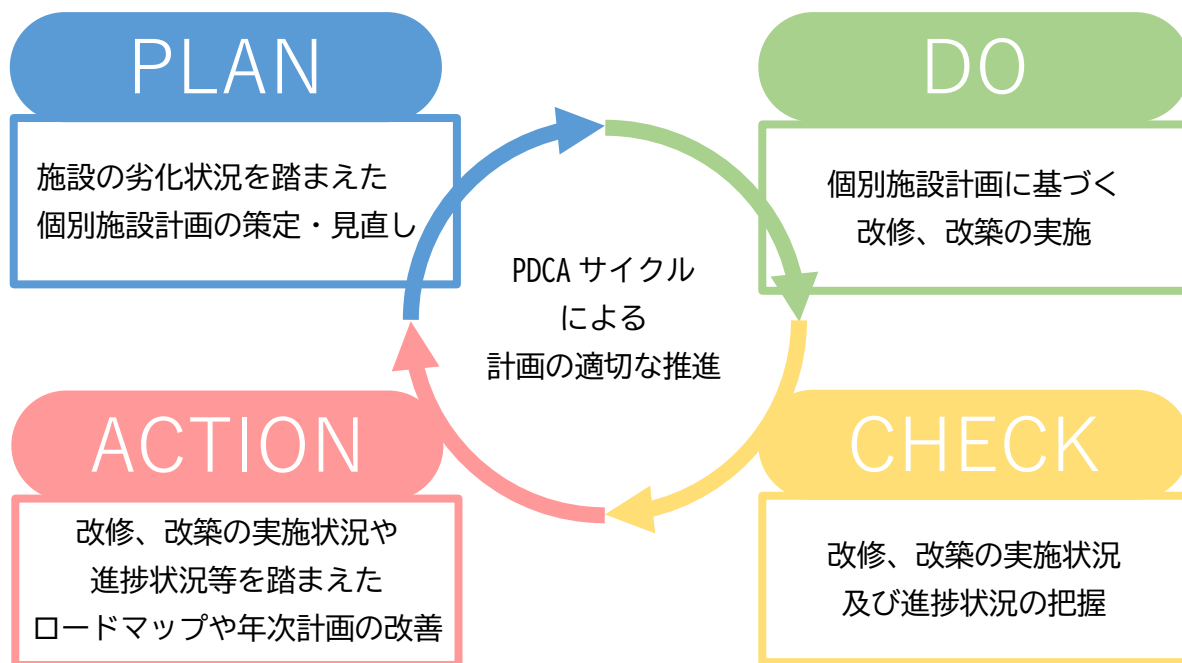 PLAN
施設の劣化状況を踏まえた
個別施設計画の策定・見直し
DO
個別施設計画に基づく
改修、改築の実施
PDCA サイクル
による
計画の適切な推進
ACTION
改修、改築の実施状況や
進捗状況等を踏まえた
ロードマップや年次計画の改善
CHECK
改修、改築の実施状況
及び進捗状況の把握